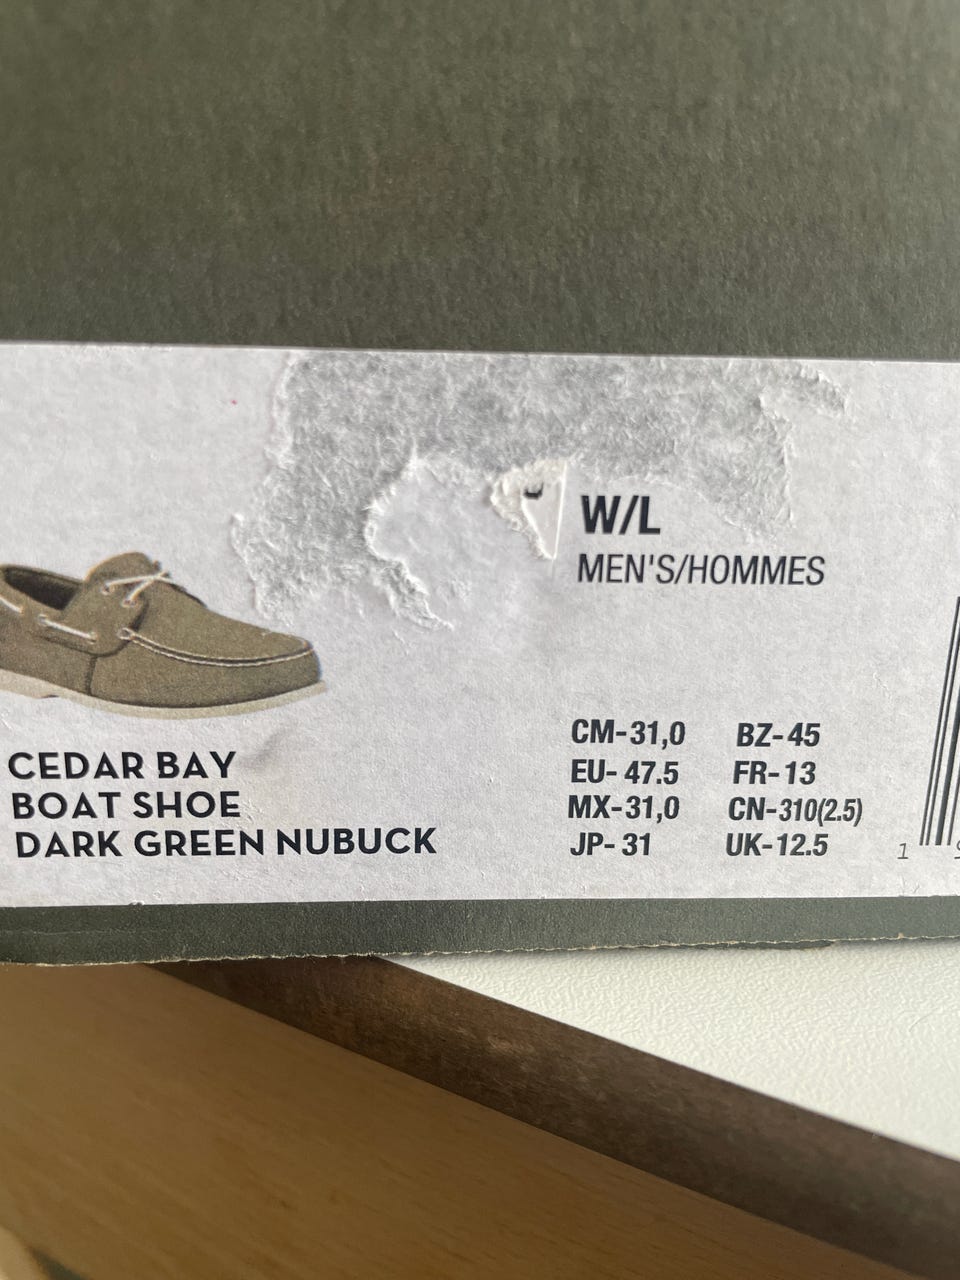 W/L
MEN'S/HOMMES
CEDAR BAY
BOAT SHOE
DARK GREEN NUBUCK
CM-31,0 BZ-45
EU- 47.5 FR-13
MX-31,0 CN-310(2.5)
JP- 31 UK-12.5
1